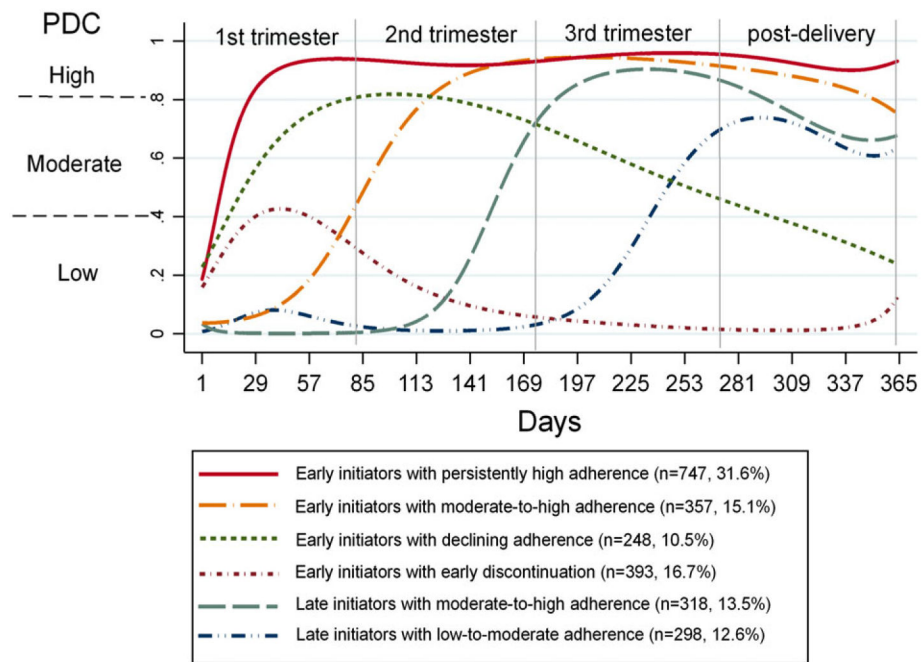 PDC
1st trimester
2nd trimester
3rd trimester
post-delivery
High
Moderate
Low
1
.8
.6
.4
.2
0
1 29 57 85 113 141 169 197 225 253 281 309 337 365
Days
Early initiators with persistently high adherence (n=747, 31.6%)
Early initiators with moderate-to-high adherence (n=357, 15.1%)
Early initiators with declining adherence (n=248, 10.5%)
Early initiators with early discontinuation (n=393, 16.7%)
Late initiators with moderate-to-high adherence (n=318, 13.5%)
Late initiators with low-to-moderate adherence (n=298, 12.6%)